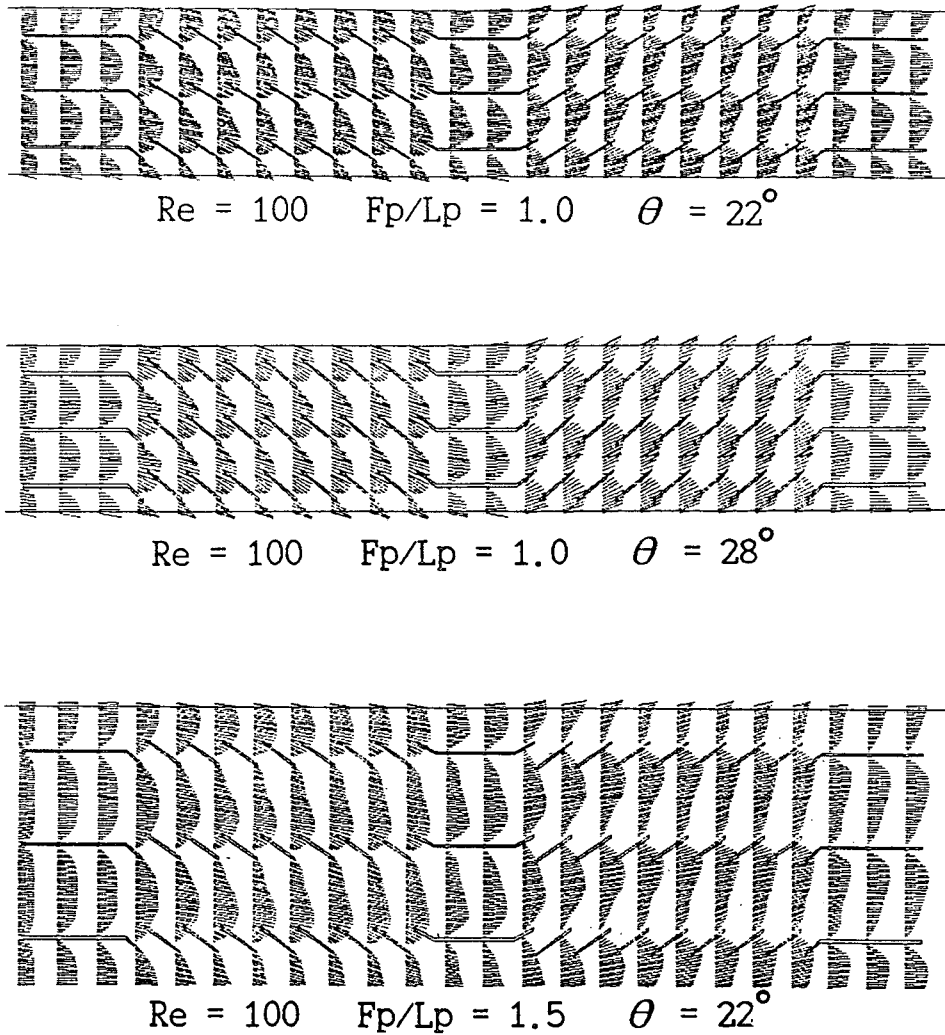 Re = 100 Fp/Lp = 1.0 θ = 22°
Re = 100 Fp/Lp = 1.0 θ = 28°
Re = 100 Fp/Lp = 1.5 θ = 22°